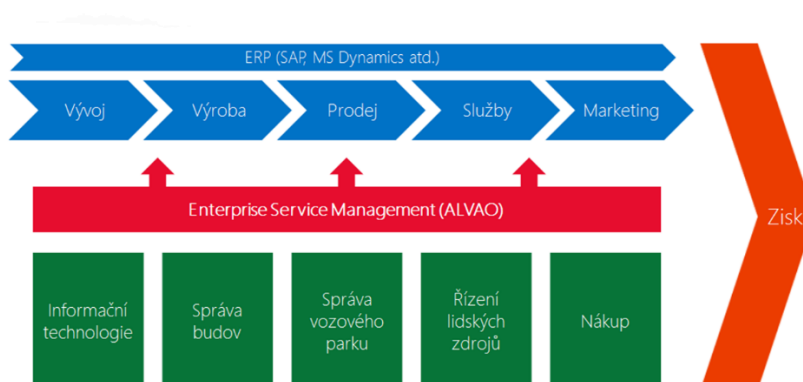 ERP (SAP, MS Dynamics atd.)
Vývoj
Výroba
Prodej
Služby
Marketing
Enterprise Service Management (ALVAO)
Zisk
Informační
technologie
Správa
budov
Správa
vozového
parku
Řízení
lidských
zdrojů
Nákup